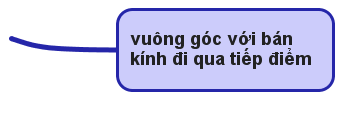 vuông góc với bán
kính đi qua tiếp điểm